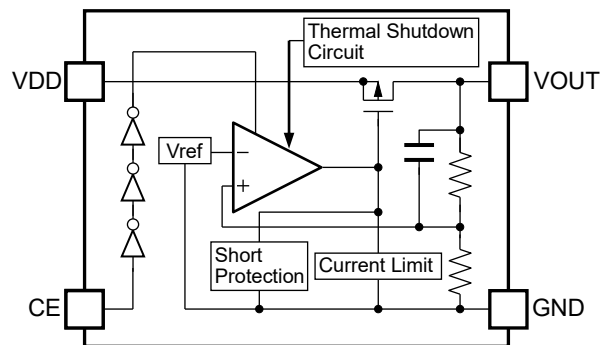 Thermal Shutdown
Circuit
VDD
VOUT
Vref
−
+
Short
Protection
Current Limit
CE
GND